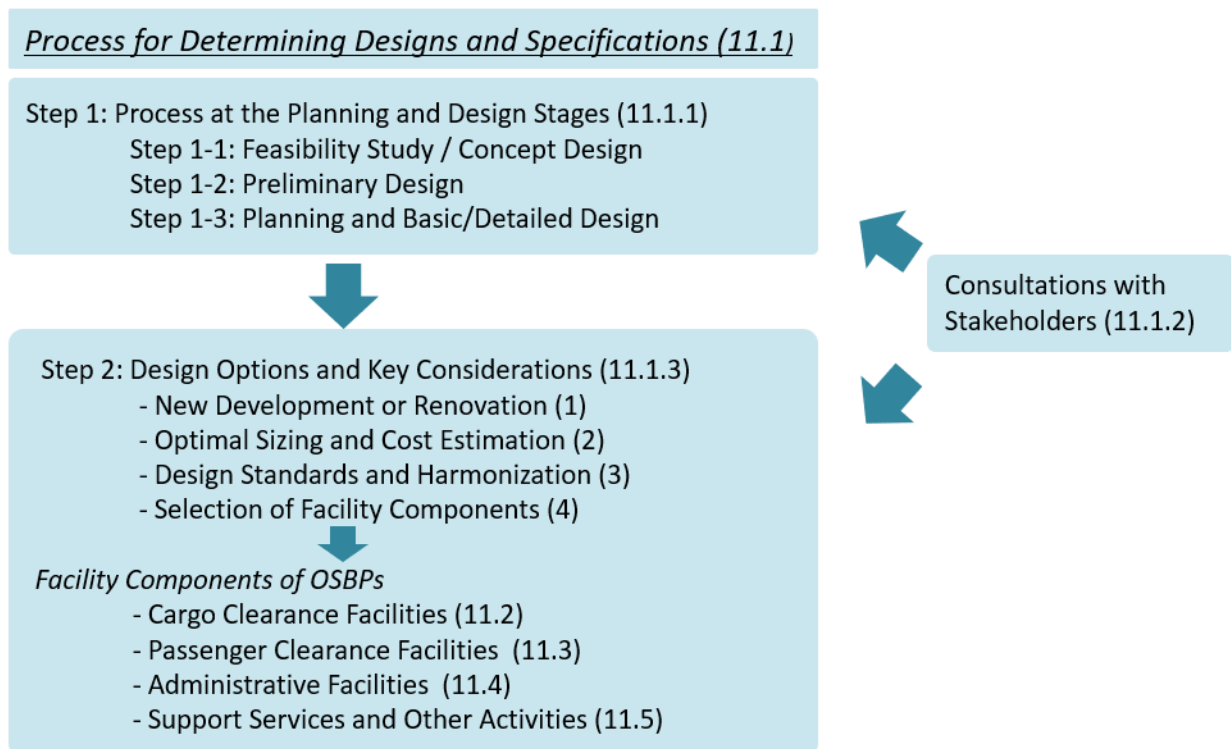 Process for Determining Designs and Specifications (11.1)
Step 1: Process at the Planning and Design Stages (11.1.1)
Step 1-1: Feasibility Study / Concept Design
Step 1-2: Preliminary Design
Step 1-3: Planning and Basic/Detailed Design
Consultations with
Stakeholders (11.1.2)
Step 2: Design Options and Key Considerations (11.1.3)
- New Development or Renovation (1)
- Optimal Sizing and Cost Estimation (2)
- Design Standards and Harmonization (3)
- Selection of Facility Components (4)
Facility Components of OSBPs
- Cargo Clearance Facilities (11.2)
- Passenger Clearance Facilities (11.3)
- Administrative Facilities (11.4)
- Support Services and Other Activities (11.5)